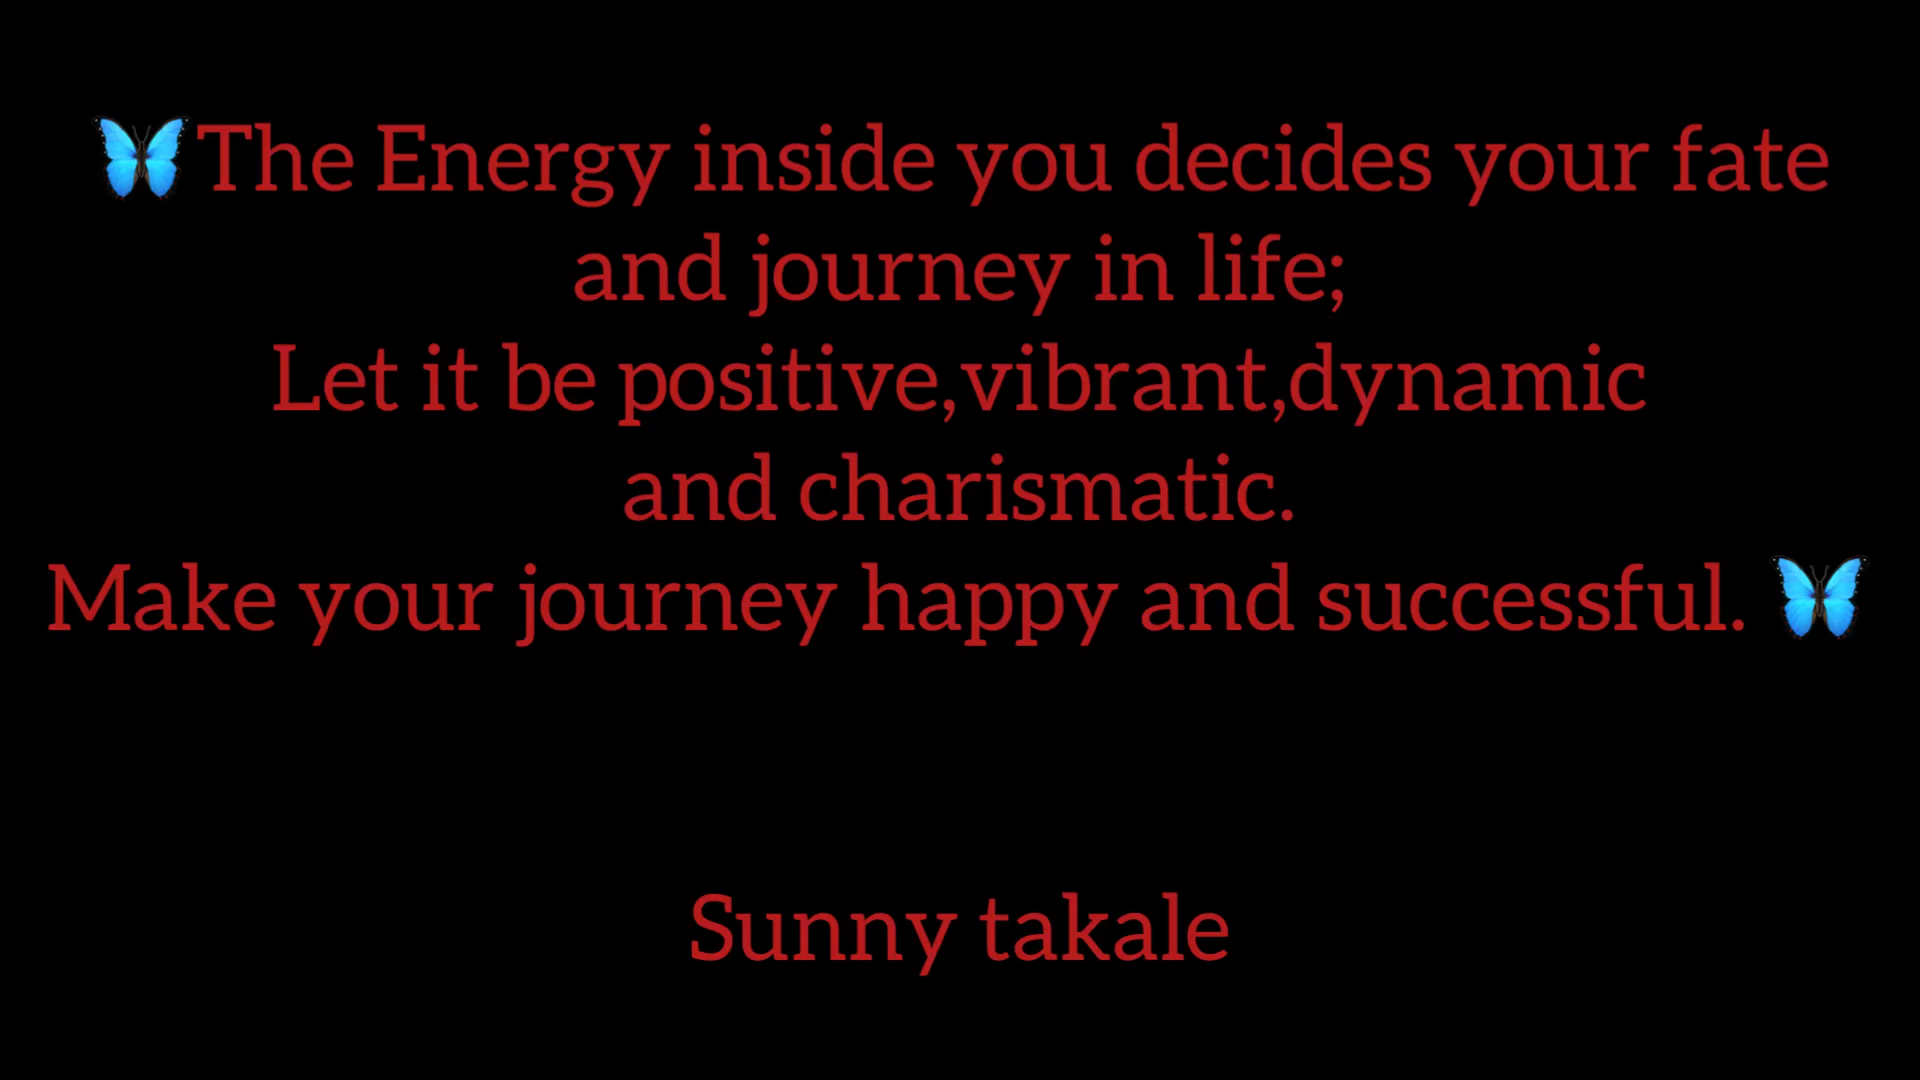 🦋The Energy inside you decides your fate
and journey in life;
Let it be positive,vibrant,dynamic
and charismatic.
Make your journey happy and successful. 🦋
Sunny takale